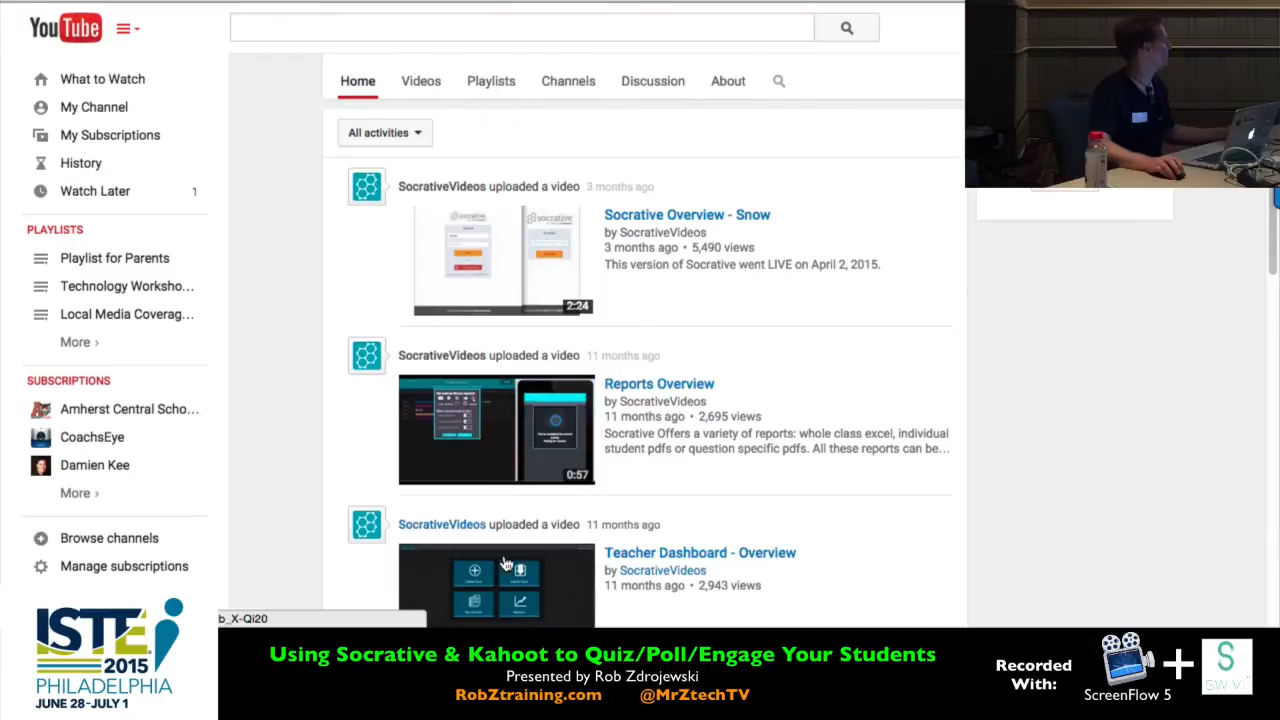 YouTube
What to Watch
My Channel
My Subscriptions
History
Watch Later 1
PLAYLISTS
Playlist for Parents
Technology Worksho...
Local Media Coverag...
More ›
SUBSCRIPTIONS
Amherst Central Scho...
CoachsEye
Damien Kee
More ›
Browse channels
Manage subscriptions
Home Videos Playlists Channels Discussion About
All activities
SocrativeVideos uploaded a video 3 months ago
socrative
socrative
2:24
Socrative Overview - Snow
by SocrativeVideos
3 months ago • 5,490 views
This version of Socrative went LIVE on April 2, 2015.
SocrativeVideos uploaded a video 11 months ago
0:57
Reports Overview
by SocrativeVideos
11 months ago • 2,695 views
Socrative Offers a variety of reports: whole class excel, individual
student pdfs or question specific pdfs. All these reports can be...
SocrativeVideos uploaded a video 11 months ago
Teacher Dashboard - Overview
by SocrativeVideos
11 months ago • 2,943 views
b_X-Qi20
ISTE
2015
PHILADELPHIA
JUNE 28-JULY 1
Using Socrative & Kahoot to Quiz/Poll/Engage Your Students
Presented by Rob Zdrojewski
RobZtraining.com @MrZtechTV
Recorded
With:
ScreenFlow 5
+
S